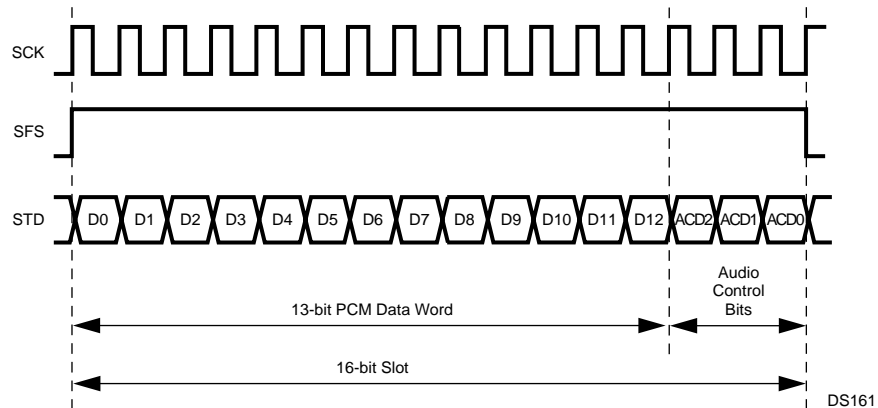 SCK
SFS
STD D0 D1 D2 D3 D4 D5 D6 D7 D8 D9 D10 D11 D12 ACD2 ACD1 ACD0
13-bit PCM Data Word
Audio
Control
Bits
16-bit Slot
DS161